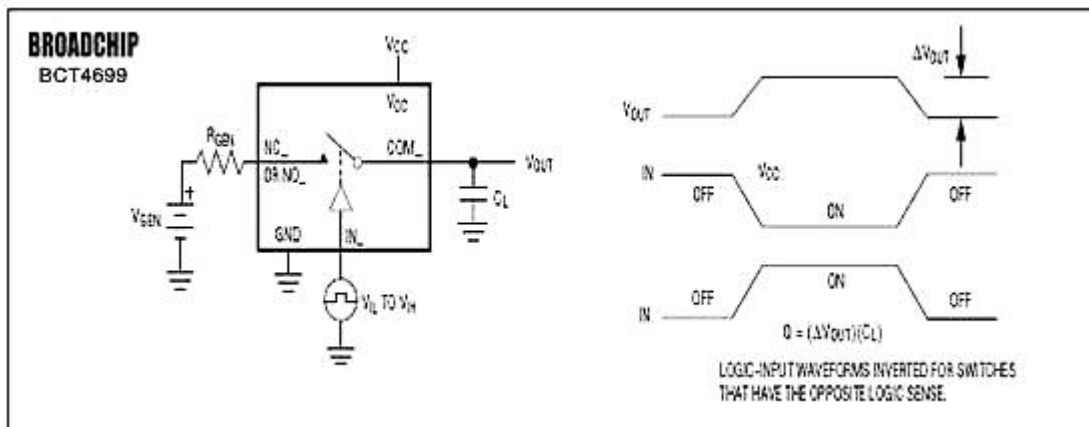 BROADCHIP
BCT4699
VCC
VCC
RGEN
NC_
OR NO_
COM_
VOUT
CL
VGEN
GND
IN_
VIL TO VIH
ΔVOUT
VOUT
IN
VCC
OFF
ON
OFF
IN
OFF
ON
OFF
Q = (ΔVOUT)(CL)
LOGIC-INPUT WAVEFORMS INVERTED FOR SWITCHES
THAT HAVE THE OPPOSITE LOGIC SENSE.